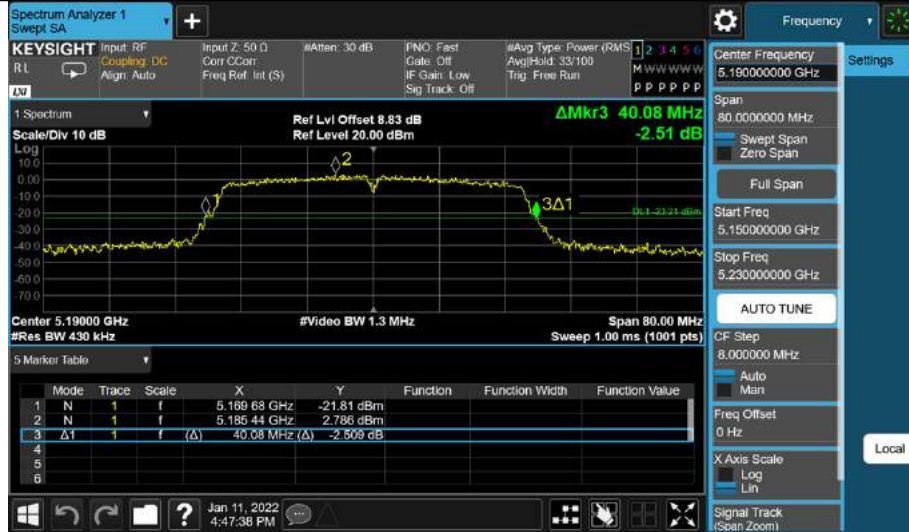 Spectrum Analyzer 1
Swept SA
+
Frequency
KEYSIGHT
RL
LXI
Input: RF
Coupling: DC
Align: Auto
Input Z: 50 Ω
Corr CCorr
Freq Ref: Int (S)
#Atten: 30 dB
PNO: Fast
Gate: Off
IF Gain: Low
Sig Track: Off
#Avg Type: Power (RMS
Avg|Hold: 33/100
Trig: Free Run
1 2 3 4 5 6
M W W W W W
P P P P P P
1 Spectrum
Scale/Div 10 dB
Ref Lvl Offset 8.83 dB
Ref Level 20.00 dBm
ΔMkr3 40.08 MHz
-2.51 dB
Log
10.0
0.00
-10.0
-20.0
-30.0
-40.0
-50.0
-60.0
-70.0
2
3Δ1
DL1 -23.21 dBm
Center 5.19000 GHz
#Res BW 430 kHz
#Video BW 1.3 MHz
Span 80.00 MHz
Sweep 1.00 ms (1001 pts)
5 Marker Table
Mode Trace Scale X Y Function Function Width Function Value
1 N 1 f 5.169 68 GHz -21.81 dBm
2 N 1 f 5.185 44 GHz 2.786 dBm
3 Δ1 1 f (Δ) 40.08 MHz (Δ) -2.509 dB
4
5
6
Jan 11, 2022
4:47:38 PM
?
Center Frequency
5.190000000 GHz
Span
80.0000000 MHz
Swept Span
Zero Span
Full Span
Start Freq
5.150000000 GHz
Stop Freq
5.230000000 GHz
AUTO TUNE
CF Step
8.000000 MHz
Auto
Man
Freq Offset
0 Hz
X Axis Scale
Log
Lin
Signal Track
(Span Zoom)
Settings
Local